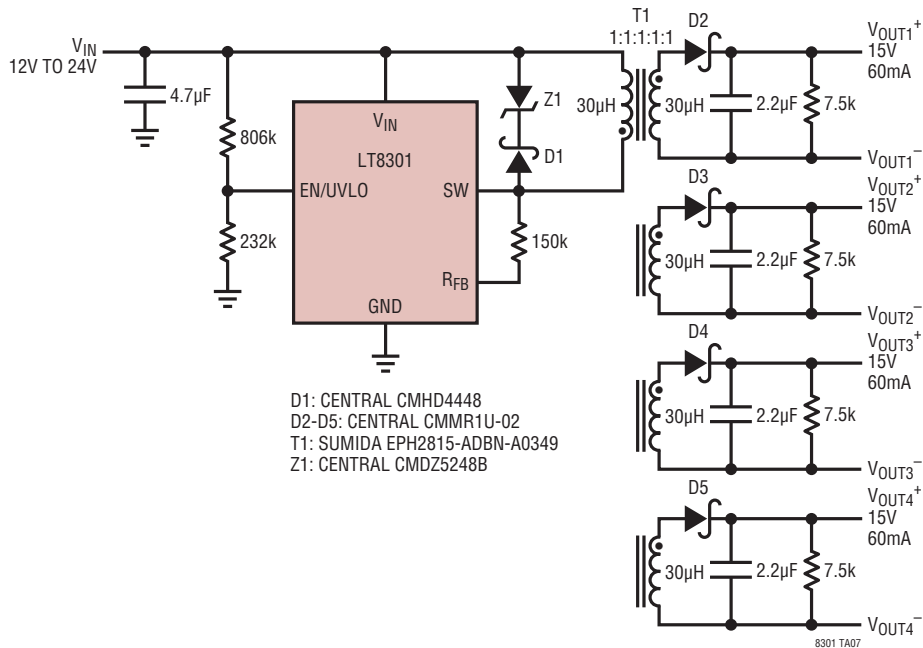 V_IN
12V TO 24V
4.7µF
806k
232k
V_IN
LT8301
EN/UVLO
SW
R_FB
GND
Z1
D1
150k
T1
1:1:1:1:1
30µH
30µH
D2
2.2µF
7.5k
V_OUT1+
15V
60mA
V_OUT1–
D3
30µH
2.2µF
7.5k
V_OUT2+
15V
60mA
V_OUT2–
D4
30µH
2.2µF
7.5k
V_OUT3+
15V
60mA
V_OUT3–
D5
30µH
2.2µF
7.5k
V_OUT4+
15V
60mA
V_OUT4–
D1: CENTRAL CMHD4448
D2-D5: CENTRAL CMMR1U-02
T1: SUMIDA EPH2815-ADBN-A0349
Z1: CENTRAL CMDZ5248B
8301 TA07